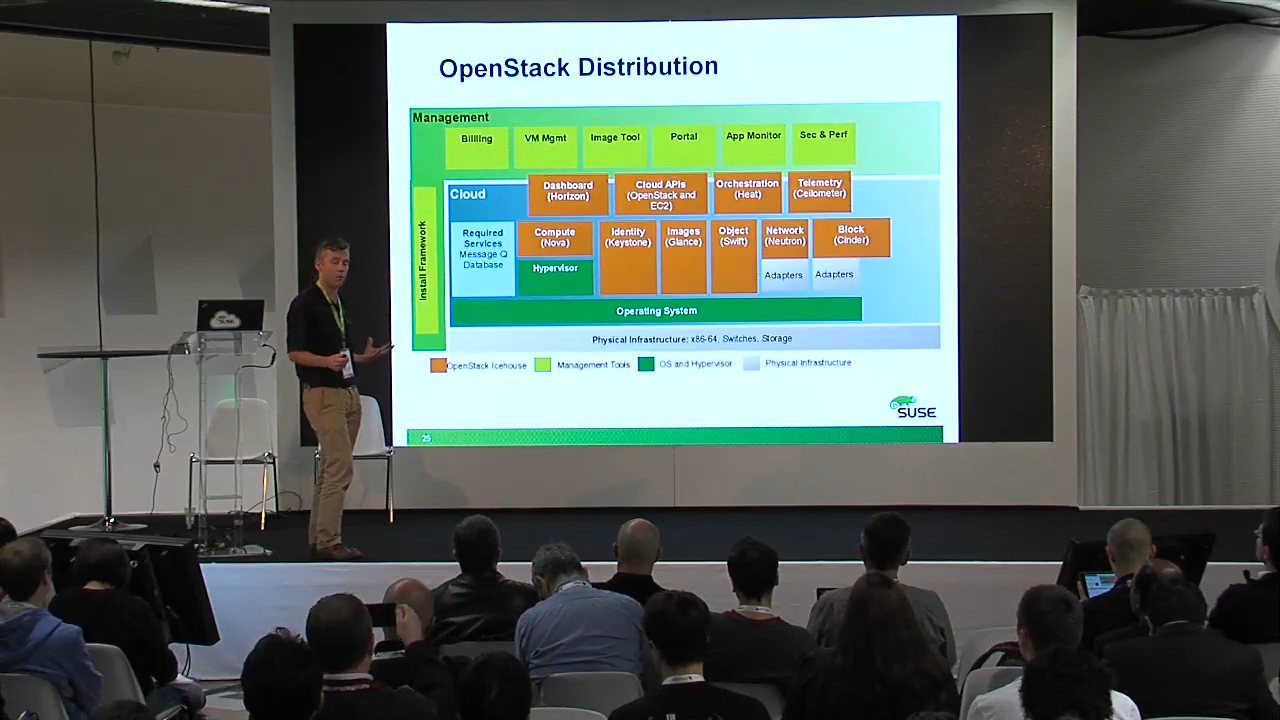 OpenStack Distribution
Management
Billling
VM Mgmt
Image Tool
Portal
App Monitor
Sec & Perf
Install Framework
Cloud
Dashboard
(Horizon)
Cloud APIs
(OpenStack and
EC2)
Orchestration
(Heat)
Telemetry
(Ceilometer)
Required
Services
Message Q
Database
Compute
(Nova)
Hypervisor
Identity
(Keystone)
Images
(Glance)
Object
(Swift)
Network
(Neutron)
Adapters
Block
(Cinder)
Adapters
Operating System
Physical Infrastructure: x86-64, Switches, Storage
OpenStack Icehouse
Management Tools
OS and Hypervisor
Physical Infrastructure
SUSE
25
SUSE